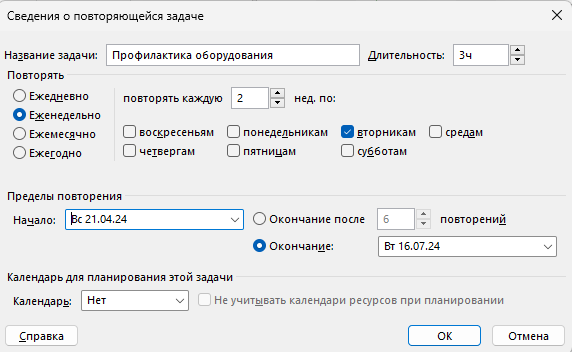 Сведения о повторяющейся задаче
Название задачи: Профилактика оборудования Длительность: 3ч
Повторять
Ежедневно повторять каждую 2 нед. по:
Еженедельно воскресеньям понедельникам вторникам средам
Ежемесячно
Ежегодно четвергам пятницам субботам
Пределы повторения
Начало: Вс 21.04.24 Окончание после 6 повторений
Окончание: Вт 16.07.24
Календарь для планирования этой задачи
Календарь: Нет Не учитывать календари ресурсов при планировании
Справка ОК Отмена